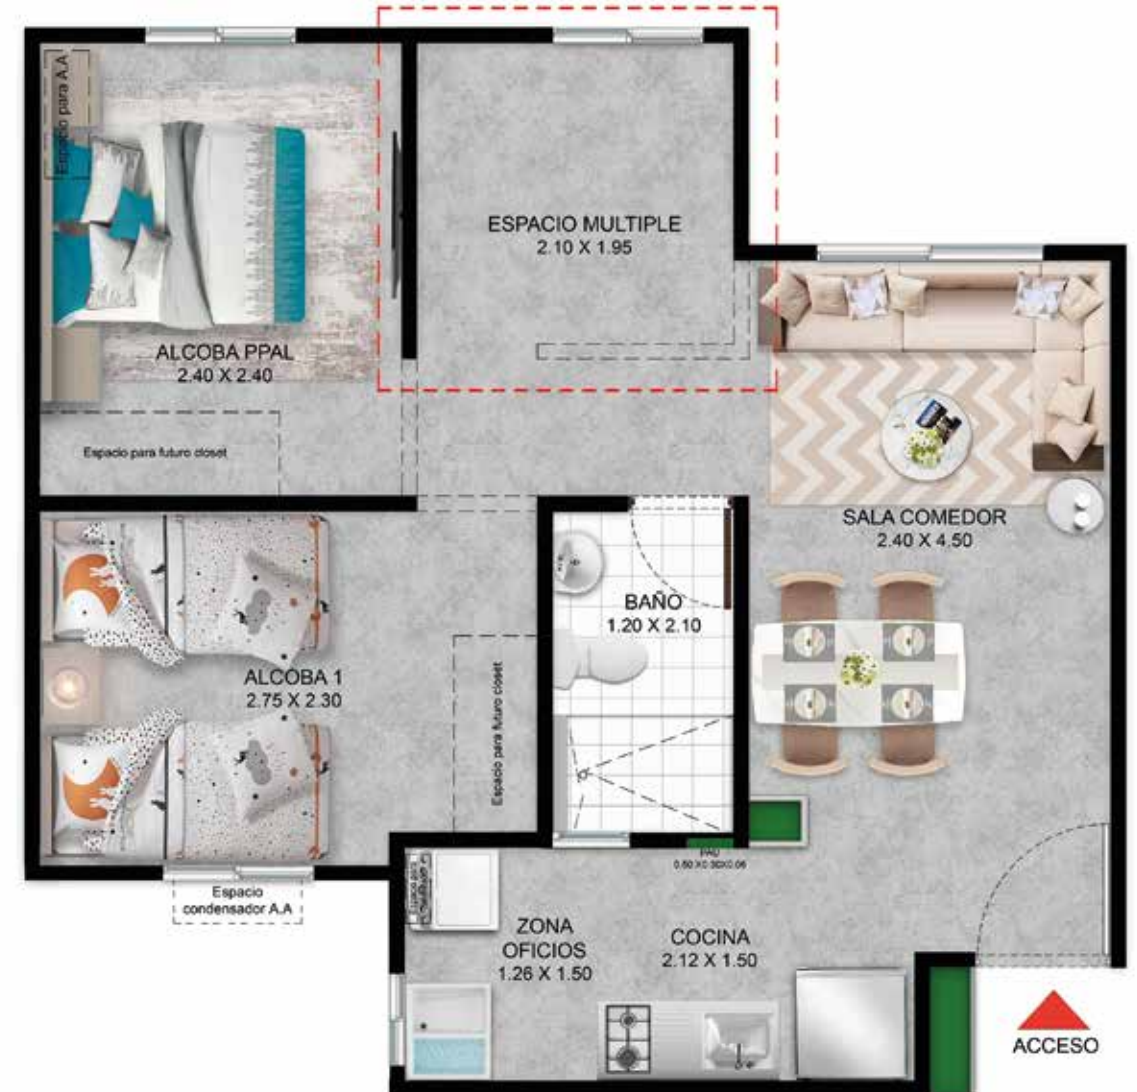 Espacio para A.A
ESPACIO MULTIPLE
2.10 X 1.95
ALCOBA PPAL
2.40 X 2.40
Espacio para futuro closet
SALA COMEDOR
2.40 X 4.50
BAÑO
1.20 X 2.10
ALCOBA 1
2.75 X 2.30
Espacio para futuro closet
Espacio
condensador A.A
ZONA
OFICIOS
1.26 X 1.50
COCINA
2.12 X 1.50
Espacio para
ACCESO